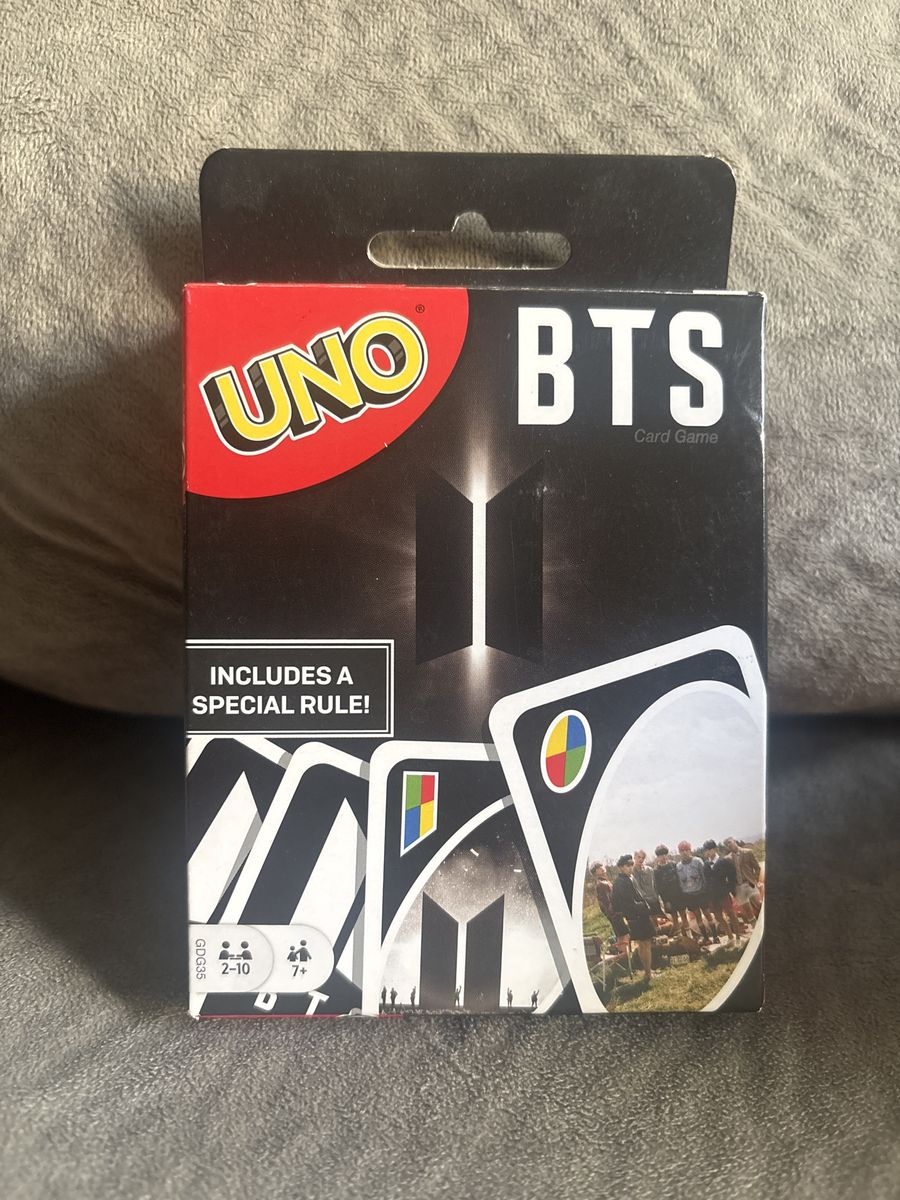 UNO®
BTS
Card Game
INCLUDES A
SPECIAL RULE!
GDG35
2-10
7+
B T